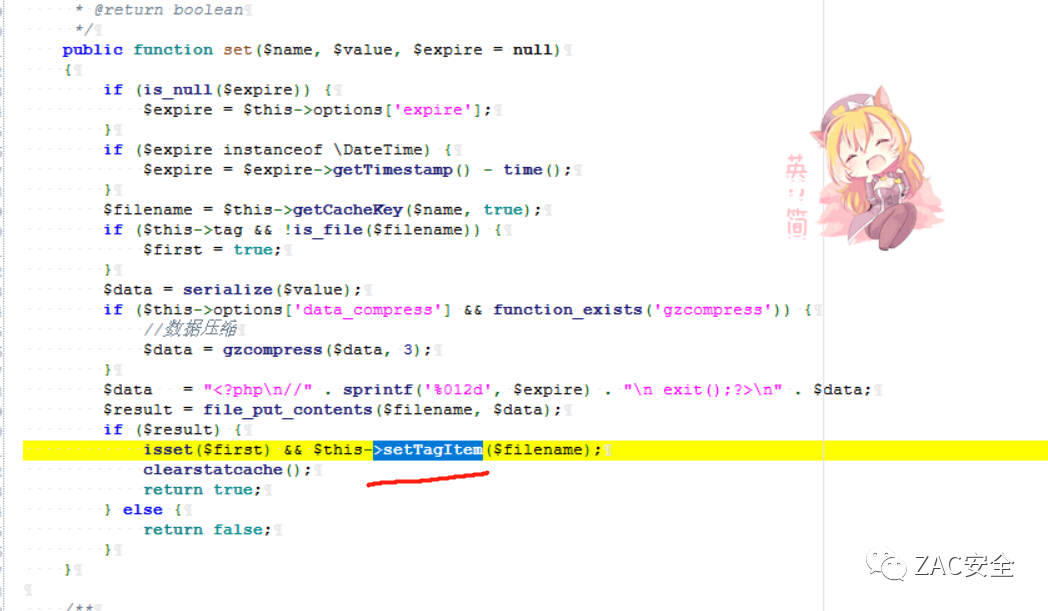 * @return boolean
*/
public function set($name, $value, $expire = null)
{
if (is_null($expire)) {
$expire = $this->options['expire'];
}
if ($expire instanceof \DateTime) {
$expire = $expire->getTimestamp() - time();
}
$filename = $this->getCacheKey($name, true);
if ($this->tag && !is_file($filename)) {
$first = true;
}
$data = serialize($value);
if ($this->options['data_compress'] && function_exists('gzcompress')) {
//数据压缩
$data = gzcompress($data, 3);
}
$data   = "<?php\n//" . sprintf('%012d', $expire) . "\n exit();?>\n" . $data;
$result = file_put_contents($filename, $data);
if ($result) {
isset($first) && $this->setTagItem($filename);
clearstatcache();
return true;
} else {
return false;
}
}
/**
英
简
ZAC安全